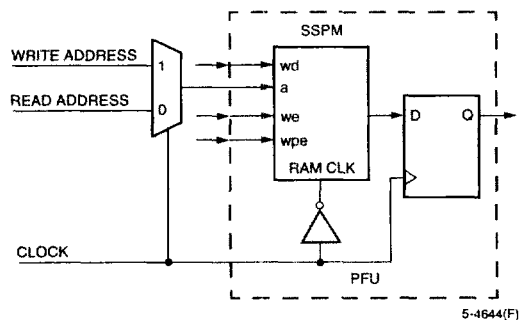 SSPM
WRITE ADDRESS
1
wd
a
READ ADDRESS
0
we
D
Q
wpe
RAM CLK
CLOCK
PFU
5-4644(F)